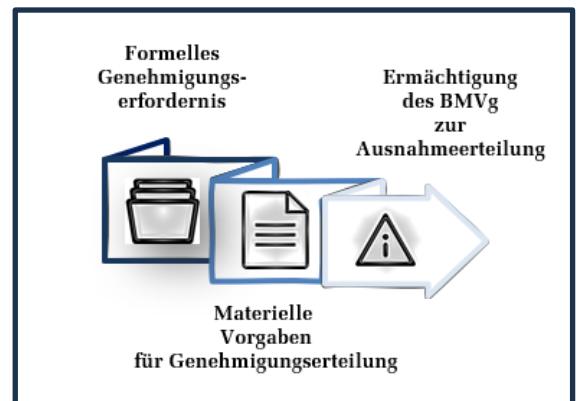 Formelles
Genehmigungs-
erfordernis
Ermächtigung
des BMVg
zur
Ausnahmeerteilung
Materielle
Vorgaben
für Genehmigungserteilung